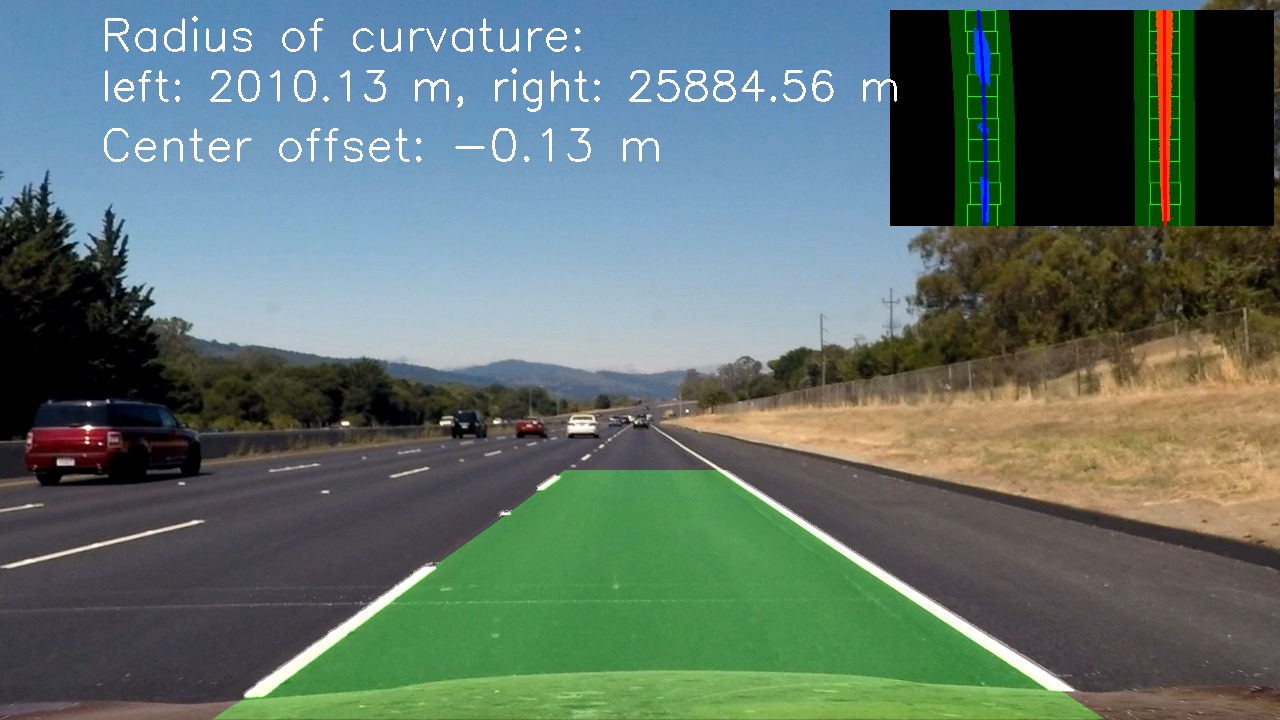 Radius of curvature:
left: 2010.13 m, right: 25884.56 m
Center offset: −0.13 m